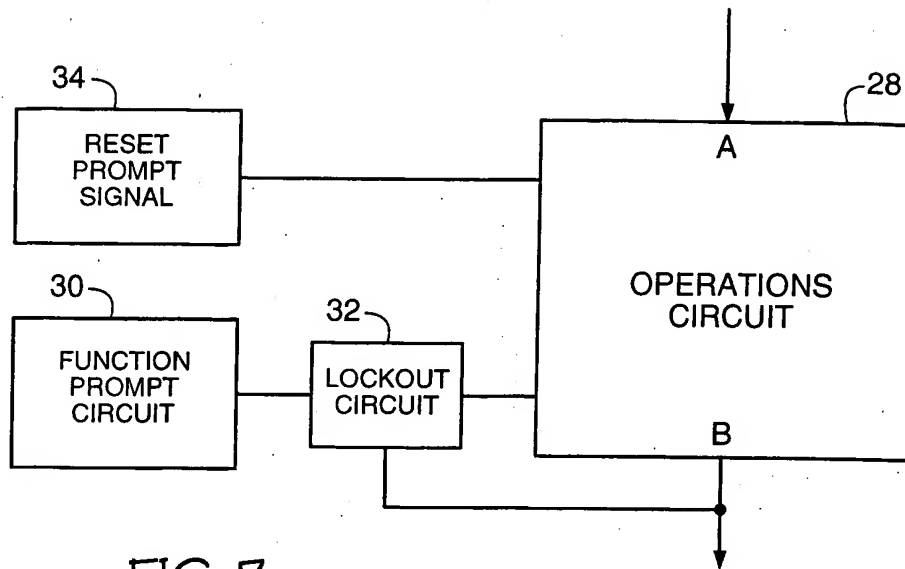 34
RESET
PROMPT
SIGNAL
28
A
30
FUNCTION
PROMPT
CIRCUIT
32
LOCKOUT
CIRCUIT
OPERATIONS
CIRCUIT
B